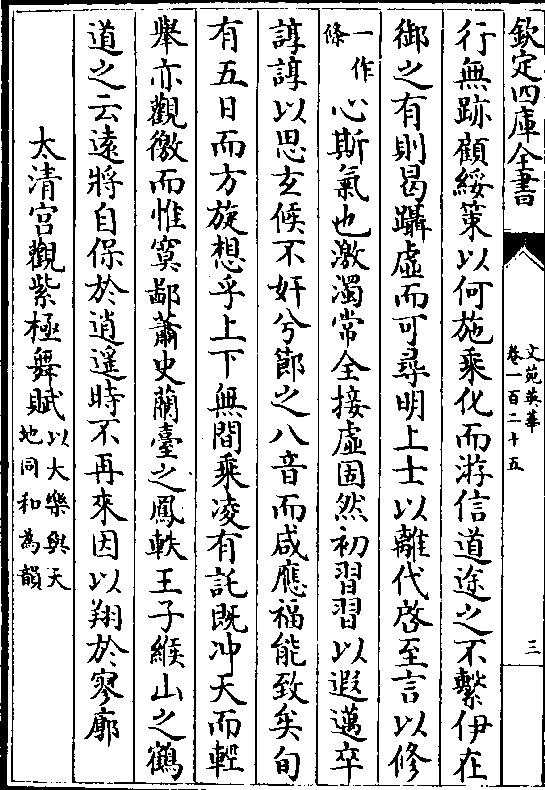 欽定四庫全書
文苑英華
卷一百二十五
三
行無跡顧綏策以何施乘化而游信道途之不繫伊在
御之有則曷躡虛而可尋明上士以離代啓至言以修
一作
條
心斯氣也激濁常全接虛固然初習習以遐邁卒
諄諄以思玄候不奸兮節之八音而咸應福能致矣旬
有五日而方旋想乎上下無間乘凌有託既冲天而輕
舉亦觀徼而惟寞鄙蕭史蘭臺之鳳軼王子緱山之鶴
道之云遠將自保於逍遥時不再來因以翔於寥廓
太清宫觀紫極舞賦
以大樂與天
地同和為韻